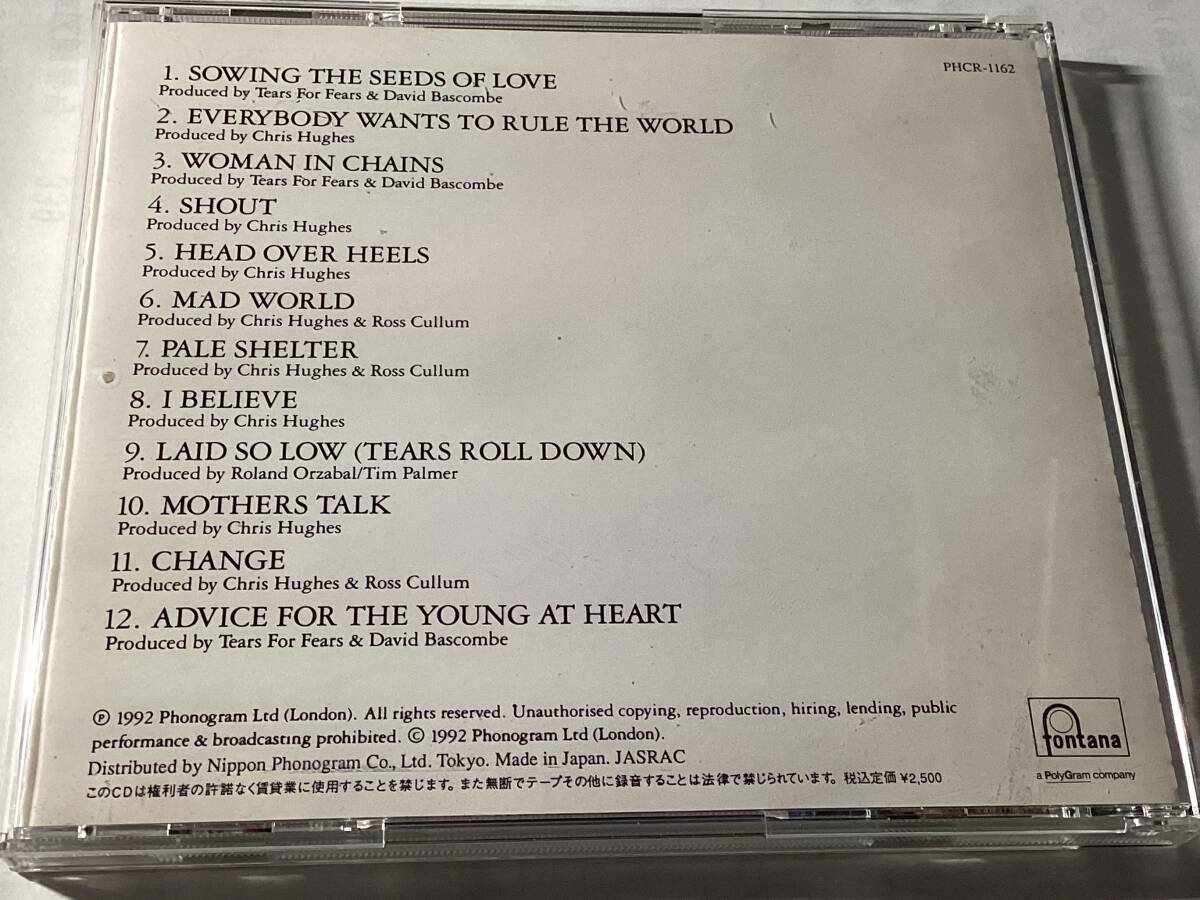 PHCR-1162
1. SOWING THE SEEDS OF LOVE
Produced by Tears For Fears & David Bascombe
2. EVERYBODY WANTS TO RULE THE WORLD
Produced by Chris Hughes
3. WOMAN IN CHAINS
Produced by Tears For Fears & David Bascombe
4. SHOUT
Produced by Chris Hughes
5. HEAD OVER HEELS
Produced by Chris Hughes
6. MAD WORLD
Produced by Chris Hughes & Ross Cullum
7. PALE SHELTER
Produced by Chris Hughes & Ross Cullum
8. I BELIEVE
Produced by Chris Hughes
9. LAID SO LOW (TEARS ROLL DOWN)
Produced by Roland Orzabal/Tim Palmer
10. MOTHERS TALK
Produced by Chris Hughes
11. CHANGE
Produced by Chris Hughes & Ross Cullum
12. ADVICE FOR THE YOUNG AT HEART
Produced by Tears For Fears & David Bascombe
℗ 1992 Phonogram Ltd (London). All rights reserved. Unauthorised copying, reproduction, hiring, lending, public
performance & broadcasting prohibited. © 1992 Phonogram Ltd (London).
Distributed by Nippon Phonogram Co., Ltd. Tokyo. Made in Japan. JASRAC
このCDは権利者の許諾なく賃貸業に使用することを禁じます。また無断でテープその他に録音することは法律で禁じられています。税込定価 ¥2,500
fontana
a PolyGram company